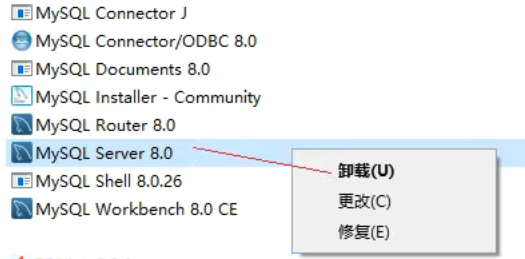 MySQL Connector J
MySQL Connector/ODBC 8.0
MySQL Documents 8.0
MySQL Installer - Community
MySQL Router 8.0
MySQL Server 8.0
卸载(U)
更改(C)
修复(E)
MySQL Shell 8.0.26
MySQL Workbench 8.0 CE